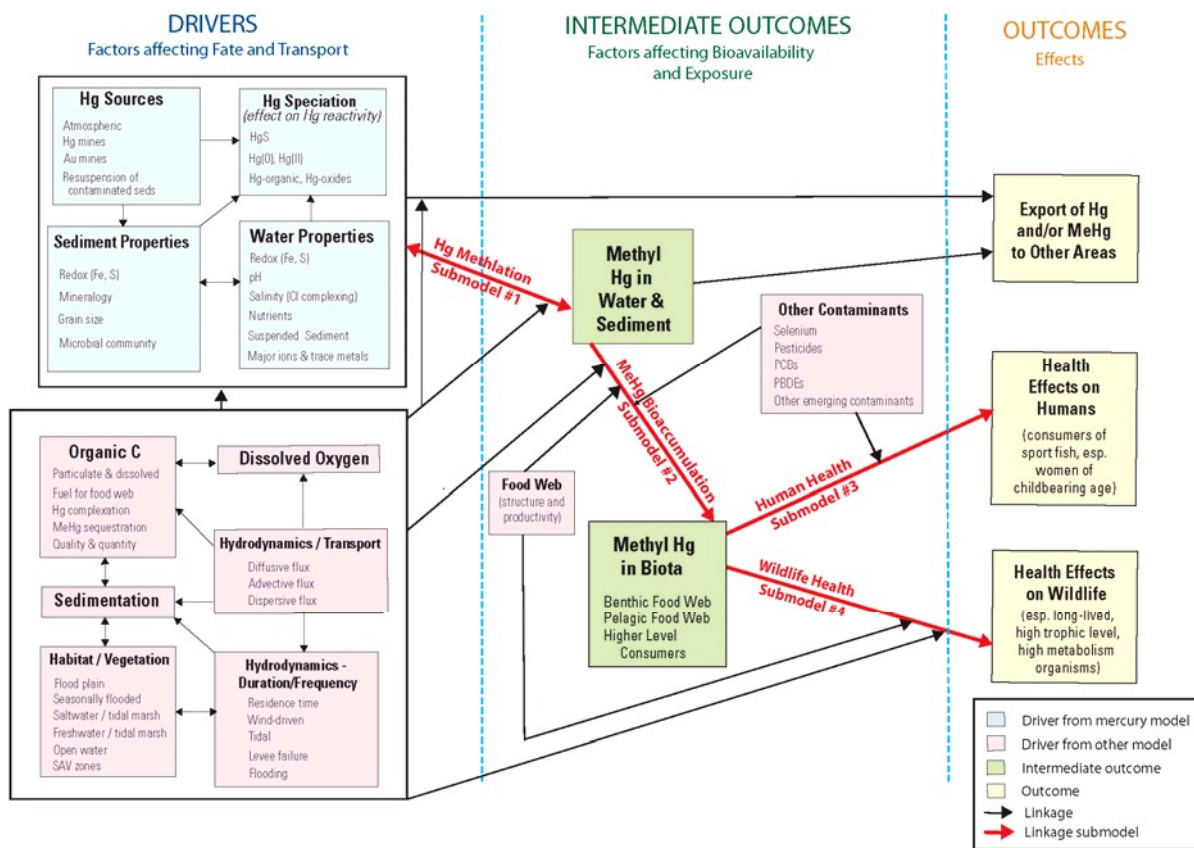 DRIVERS
Factors affecting Fate and Transport
INTERMEDIATE OUTCOMES
Factors affecting Bioavailability
and Exposure
OUTCOMES
Effects
Hg Sources
Atmospheric
Hg mines
Au mines
Resuspension of
contaminated seds
Hg Speciation
(effect on Hg reactivity)
HgS
Hg(0), Hg(II)
Hg-organic, Hg-oxides
Sediment Properties
Redox (Fe, S)
Mineralogy
Grain size
Microbial community
Water Properties
Redox (Fe, S)
pH
Salinity (Cl complexing)
Nutrients
Suspended Sediment
Major ions & trace metals
Hg Methlation
Submodel #1
Methyl
Hg in
Water &
Sediment
Export of Hg
and/or MeHg
to Other Areas
Other Contaminants
Selenium
Pesticides
PCBs
PBDEs
Other emerging contaminants
MeHg Bioaccumulation
Submodel #2
Health
Effects on
Humans
(consumers of
sport fish, esp.
women of
childbearing age)
Organic C
Particulate & dissolved
Fuel for food web
Hg complexation
MeHg sequestration
Quality & quantity
Dissolved Oxygen
Hydrodynamics / Transport
Diffusive flux
Advective flux
Dispersive flux
Sedimentation
Habitat / Vegetation
Flood plain
Seasonally flooded
Saltwater / tidal marsh
Freshwater / tidal marsh
Open water
SAV zones
Hydrodynamics -
Duration/Frequency
Residence time
Wind-driven
Tidal
Levee failure
Flooding
Food Web
(structure and
productivity)
Human Health
Submodel #3
Methyl Hg
in Biota
Benthic Food Web
Pelagic Food Web
Higher Level
Consumers
Wildlife Health
Submodel #4
Health Effects
on Wildlife
(esp. long-lived,
high trophic level,
high metabolism
organisms)
Driver from mercury model
Driver from other model
Intermediate outcome
Outcome
Linkage
Linkage submodel